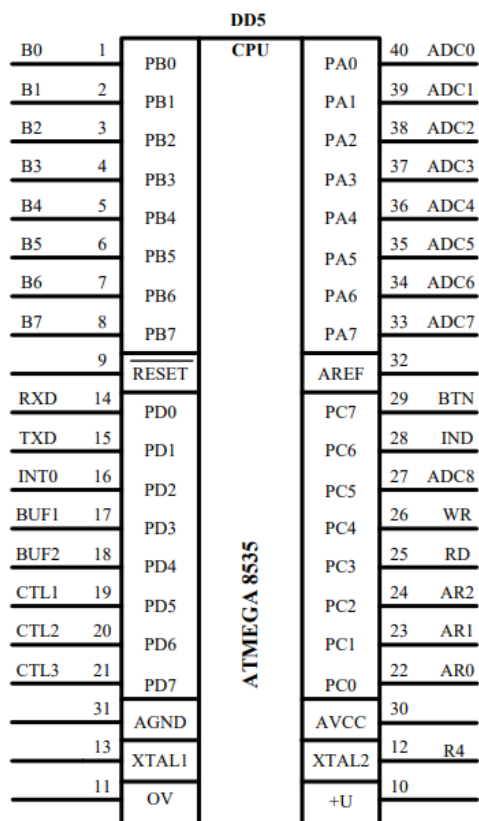 DD5
B0 1 PB0 CPU PA0 40 ADC0
B1 2 PB1 PA1 39 ADC1
B2 3 PB2 PA2 38 ADC2
B3 4 PB3 PA3 37 ADC3
B4 5 PB4 PA4 36 ADC4
B5 6 PB5 PA5 35 ADC5
B6 7 PB6 PA6 34 ADC6
B7 8 PB7 PA7 33 ADC7
9 RESET AREF 32
RXD 14 PD0 PC7 29 BTN
TXD 15 PD1 PC6 28 IND
INT0 16 PD2 PC5 27 ADC8
BUF1 17 PD3 PC4 26 WR
BUF2 18 PD4 PC3 25 RD
CTL1 19 PD5 PC2 24 AR2
CTL2 20 PD6 PC1 23 AR1
CTL3 21 PD7 PC0 22 AR0
ATMEGA 8535
31 AGND AVCC 30
13 XTAL1 XTAL2 12 R4
11 OV +U 10